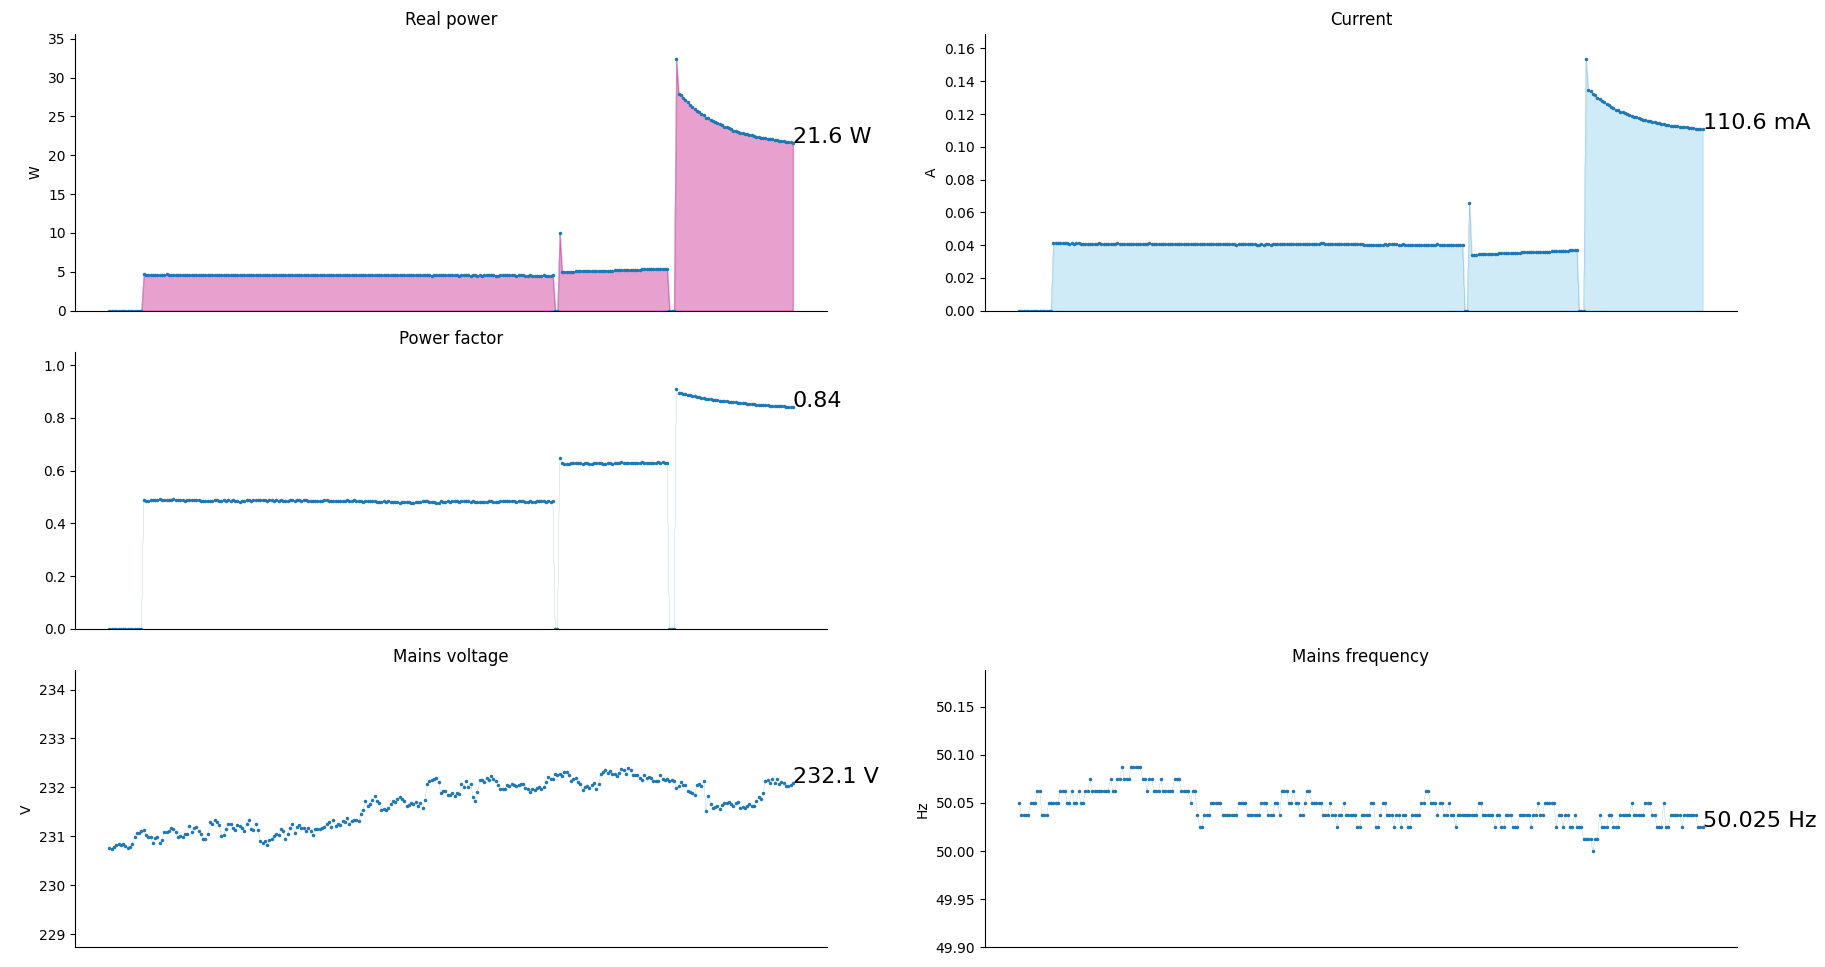 Real power
35
30
25
20
15
10
5
0
W
21.6 W
Current
0.16
0.14
0.12
0.10
0.08
0.06
0.04
0.02
0.00
A
110.6 mA
Power factor
1.0
0.8
0.6
0.4
0.2
0.0
0.84
Mains voltage
234
233
232
231
230
229
V
232.1 V
Mains frequency
50.15
50.10
50.05
50.00
49.95
49.90
Hz
50.025 Hz